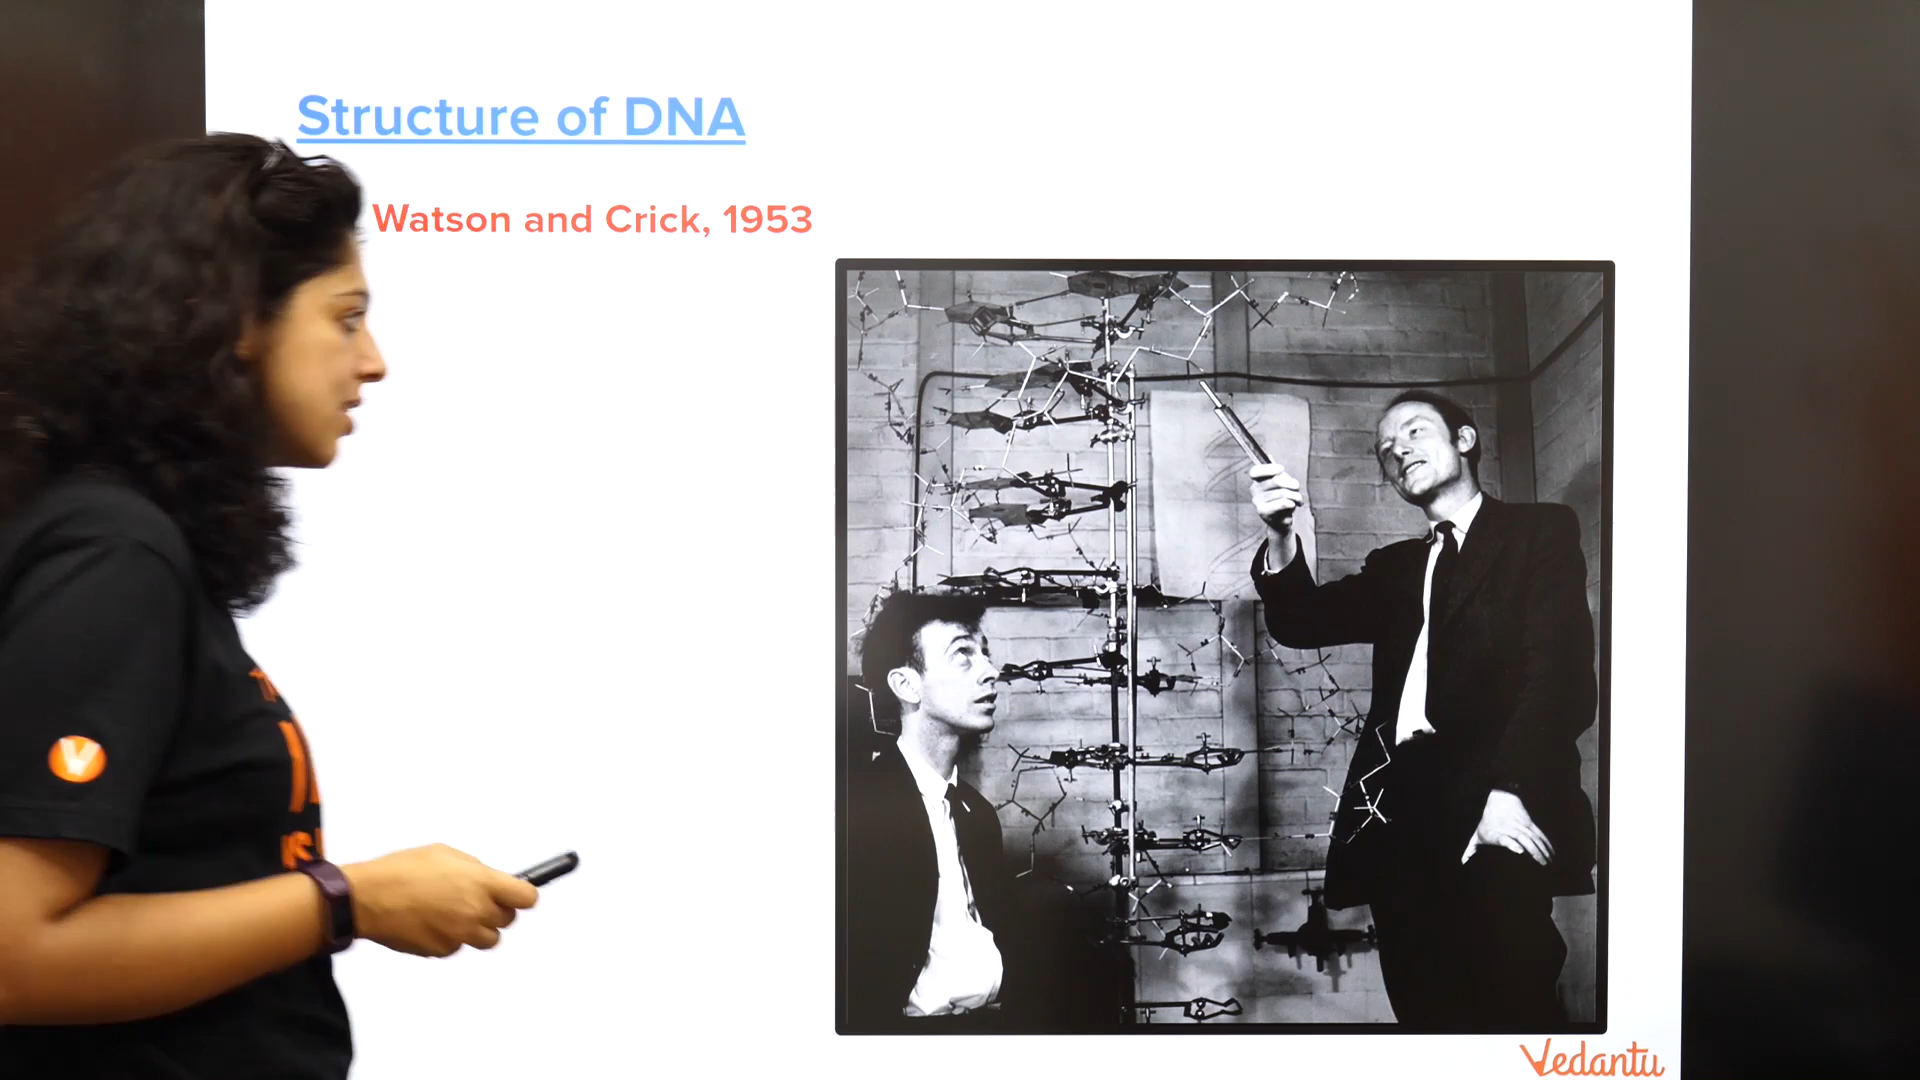 Structure of DNA
Watson and Crick, 1953
V
Vedantu